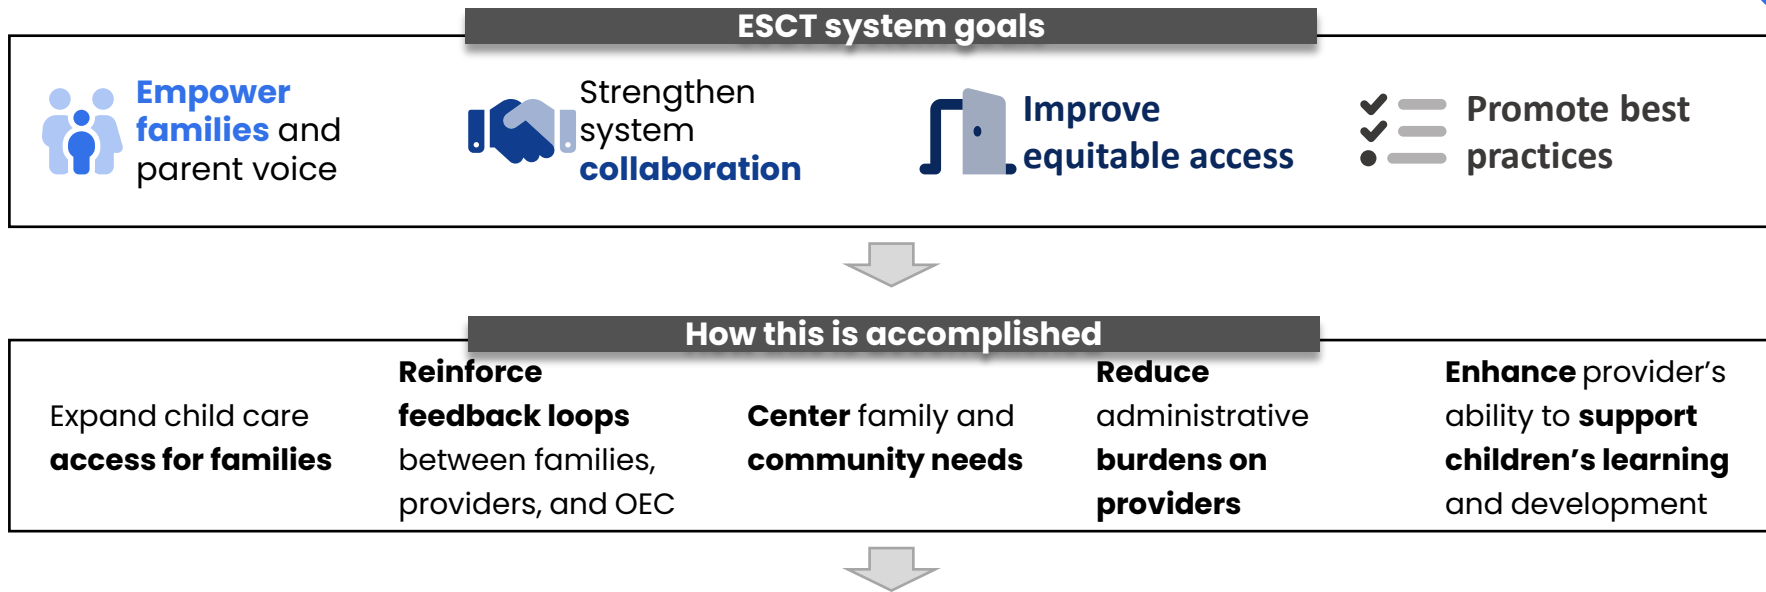 ESCT system goals
Empower
families and
parent voice
Strengthen
system
collaboration
Improve
equitable access
Promote best
practices
How this is accomplished
Expand child care
access for families
Reinforce
feedback loops
between families,
providers, and OEC
Center family and
community needs
Reduce
administrative
burdens on
providers
Enhance provider’s
ability to support
children’s learning
and development